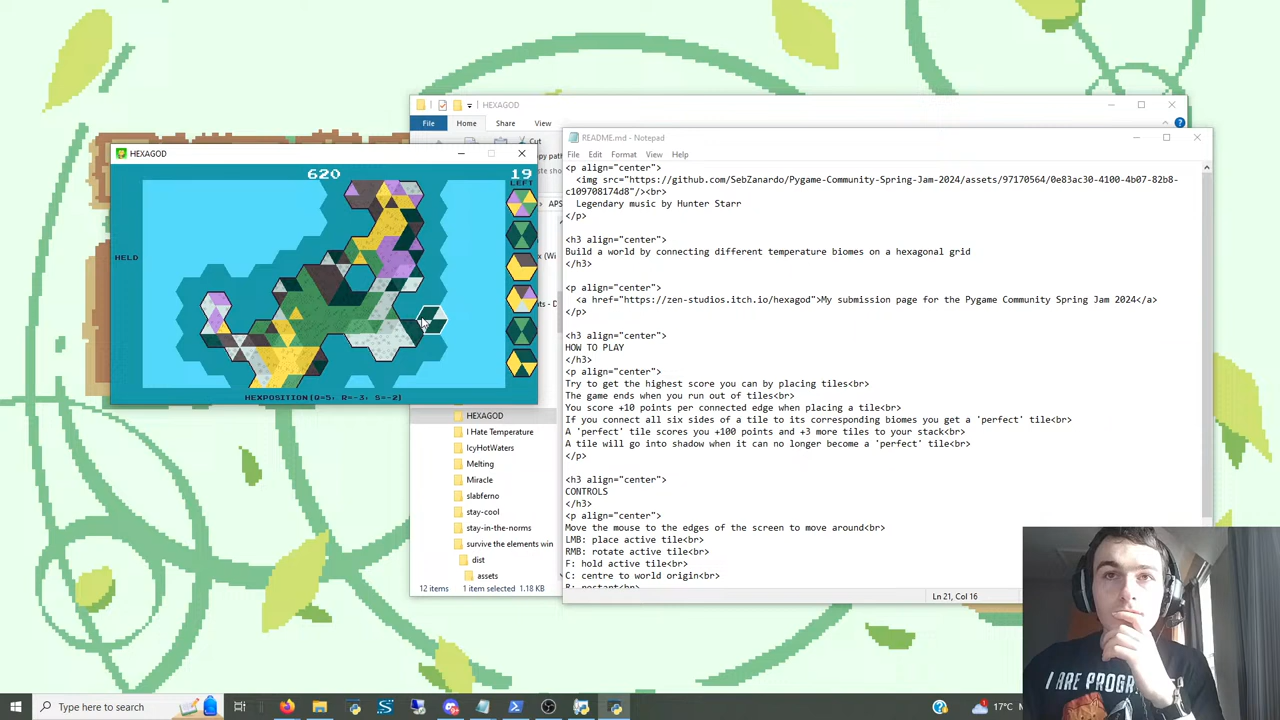 HEXAGOD
File
Home
Share
View
Cut
HEXAGOD
620
19
LEFT
HELD
HEXPOSITION(Q=5, R=-3, S=-2)
HEXAGOD
I Hate Temperature
IcyHotWaters
Melting
Miracle
slabferno
stay-cool
stay-in-the-norms
survive the elements win
dist
assets
12 items
1 item selected
1.18 KB
README.md - Notepad
File
Edit
Format
View
Help
<p align="center">
<img src="https://github.com/SebZanardo/Pygame-Community-Spring-Jam-2024/assets/97170564/0e83ac30-4100-4b07-82b8-
c109708174d8"/><br>
Legendary music by Hunter Starr
</p>
<h3 align="center">
Build a world by connecting different temperature biomes on a hexagonal grid
</h3>
<p align="center">
<a href="https://zen-studios.itch.io/hexagod">My submission page for the Pygame Community Spring Jam 2024</a>
</p>
<h3 align="center">
HOW TO PLAY
</h3>
<p align="center">
Try to get the highest score you can by placing tiles<br>
The game ends when you run out of tiles<br>
You score +10 points per connected edge when placing a tile<br>
If you connect all six sides of a tile to its corresponding biomes you get a 'perfect' tile<br>
A 'perfect' tile scores you +100 points and +3 more tiles to your stack<br>
A tile will go into shadow when it can no longer become a 'perfect' tile<br>
</p>
<h3 align="center">
CONTROLS
</h3>
<p align="center">
Move the mouse to the edges of the screen to move around<br>
LMB: place active tile<br>
RMB: rotate active tile<br>
F: hold active tile<br>
C: centre to world origin<br>
R: restart<br>
Ln 21, Col 16
I ARE PROGR
Type here to search
17°C